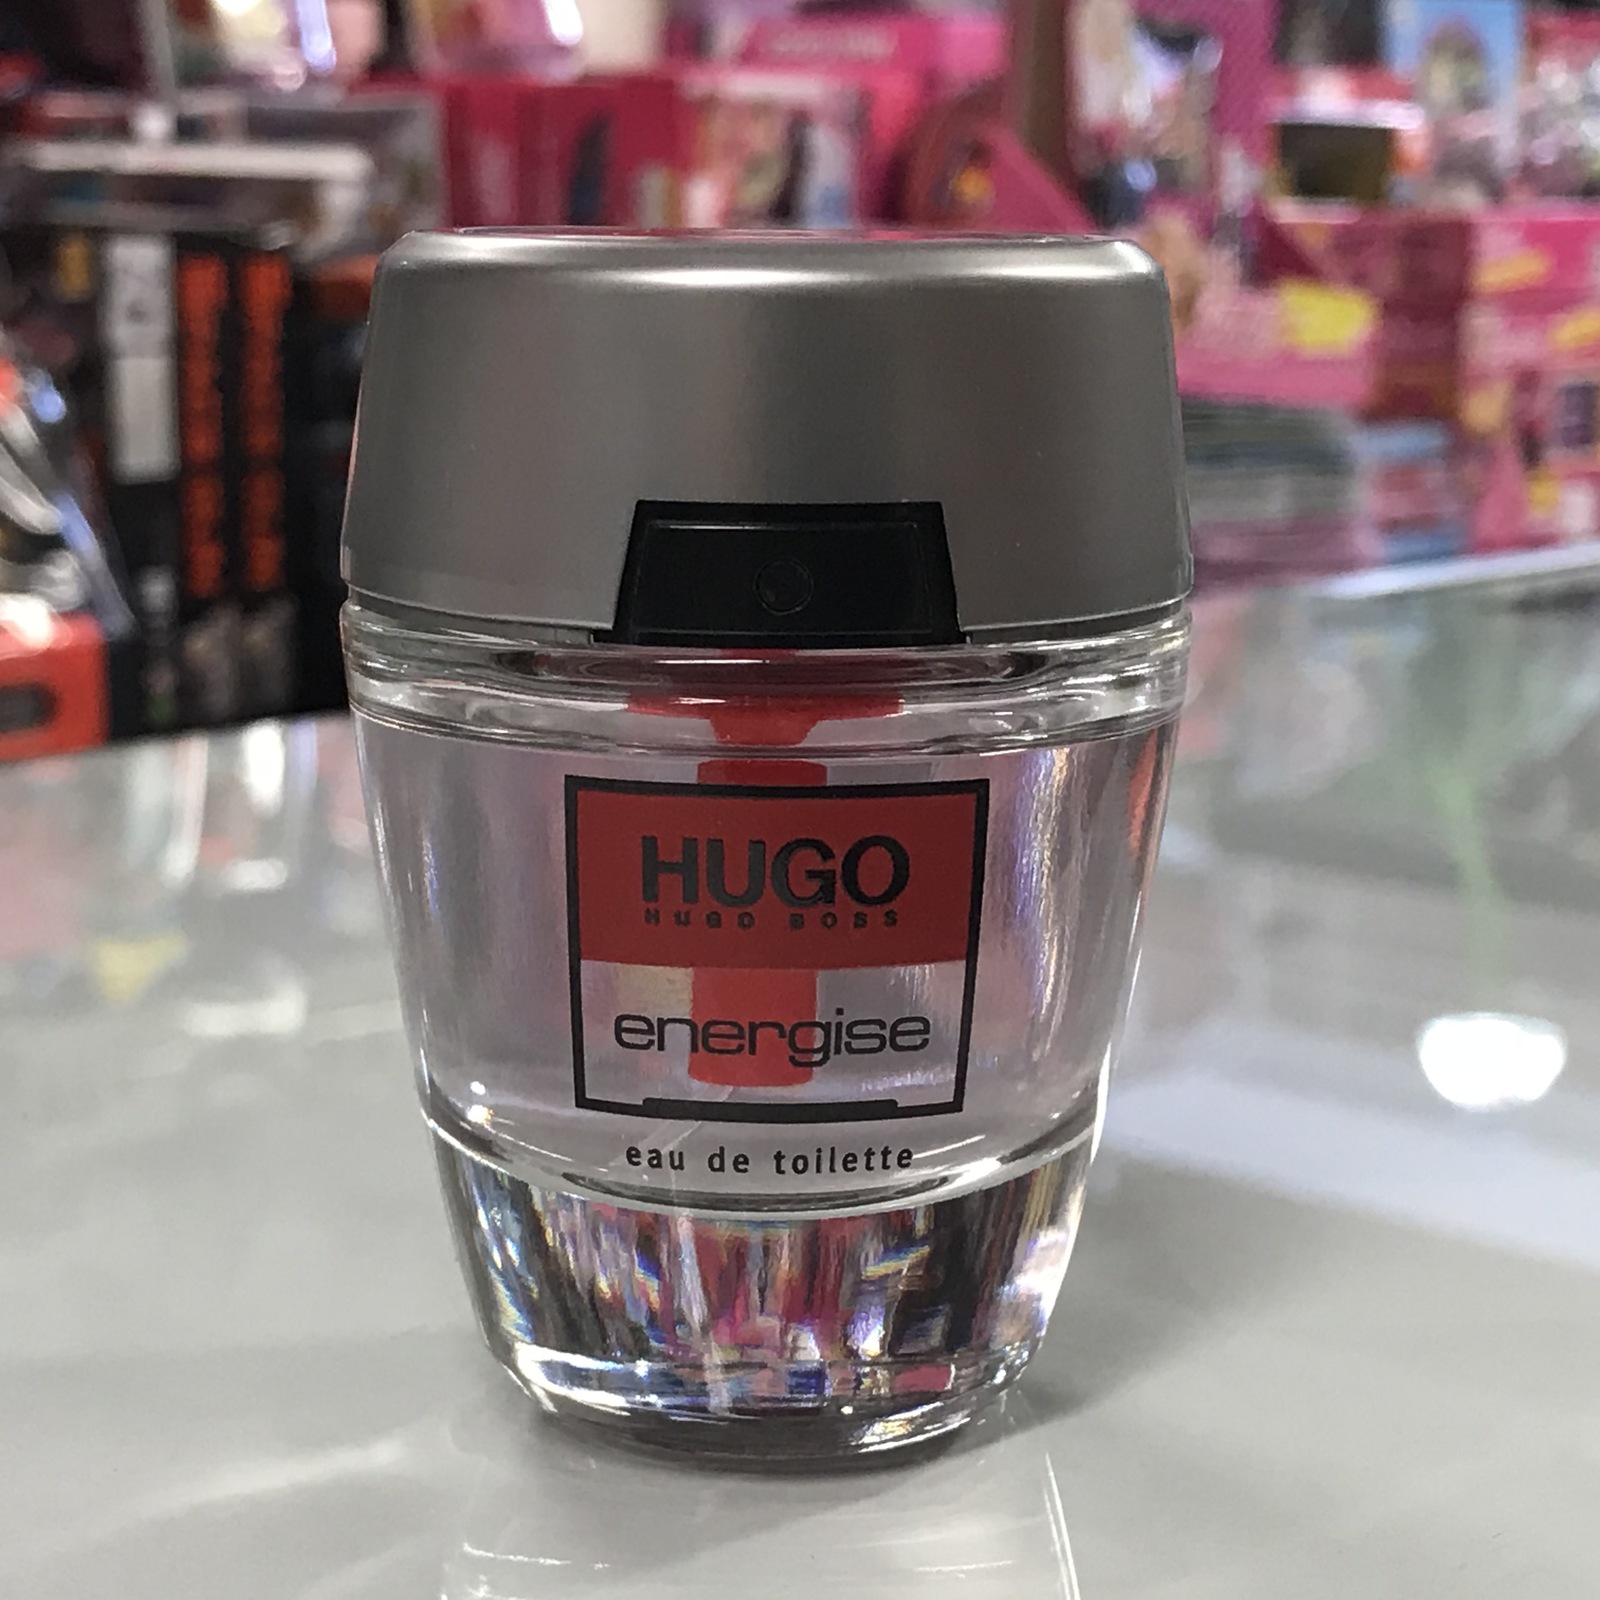 HUGO
HUGO BOSS
energise
eau de toilette